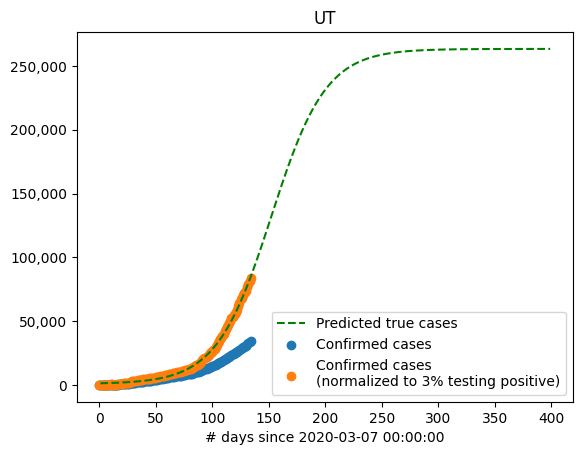 UT
250,000
200,000
150,000
100,000
50,000
0
Predicted true cases
Confirmed cases
Confirmed cases
(normalized to 3% testing positive)
0 50 100 150 200 250 300 350 400
# days since 2020-03-07 00:00:00